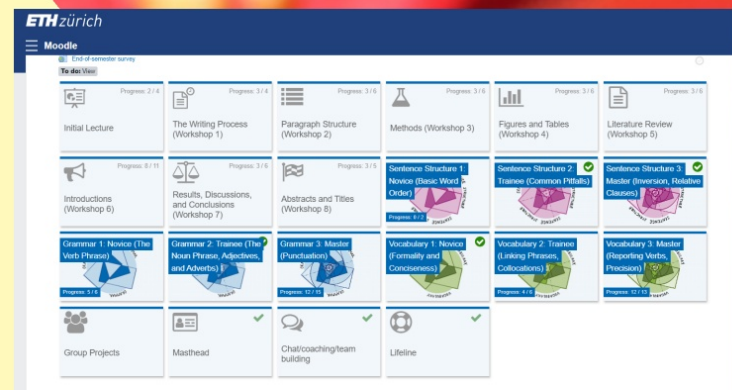 ETH zürich
Moodle
End-of-semester survey
To do: View
Progress: 2 / 4
Initial Lecture
Progress: 3 / 4
The Writing Process
(Workshop 1)
Progress: 3 / 6
Paragraph Structure
(Workshop 2)
Progress: 3 / 6
Methods (Workshop 3)
Progress: 3 / 6
Figures and Tables
(Workshop 4)
Progress: 3 / 6
Literature Review
(Workshop 5)
Progress: 8 / 11
Introductions
(Workshop 6)
Progress: 3 / 6
Results, Discussions,
and Conclusions
(Workshop 7)
Progress: 3 / 5
Abstracts and Titles
(Workshop 8)
Sentence Structure 1:
Novice (Basic Word
Order)
Sentence Structure 2:
Trainee (Common Pitfalls)
Sentence Structure 3:
Master (Inversion, Relative
Clauses)
Grammar 1: Novice (The
Verb Phrase)
Progress: 5 / 6
Grammar 2: Trainee (The
Noun Phrase, Adjectives,
and Adverbs)
Grammar 3: Master
(Punctuation)
Progress: 12 / 15
Vocabulary 1: Novice
(Formality and
Conciseness)
Vocabulary 2: Trainee
(Linking Phrases,
Collocations)
Progress: 4 / 6
Vocabulary 3: Master
(Reporting Verbs,
Precision)
Progress: 12 / 13
Group Projects
Masthead
Chat/coaching/team
building
Lifeline